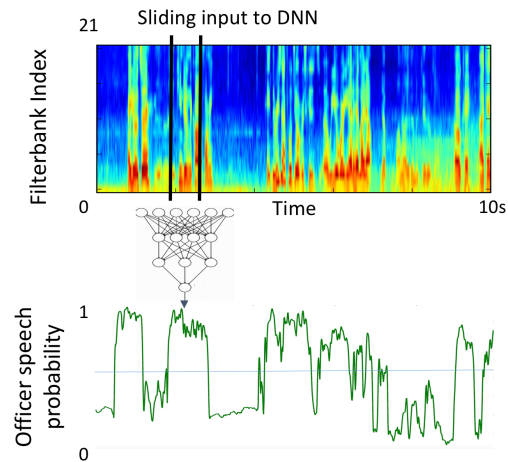 Sliding input to DNN
21
Filterbank Index
0
Time
10s
1
Officer speech
probability
0